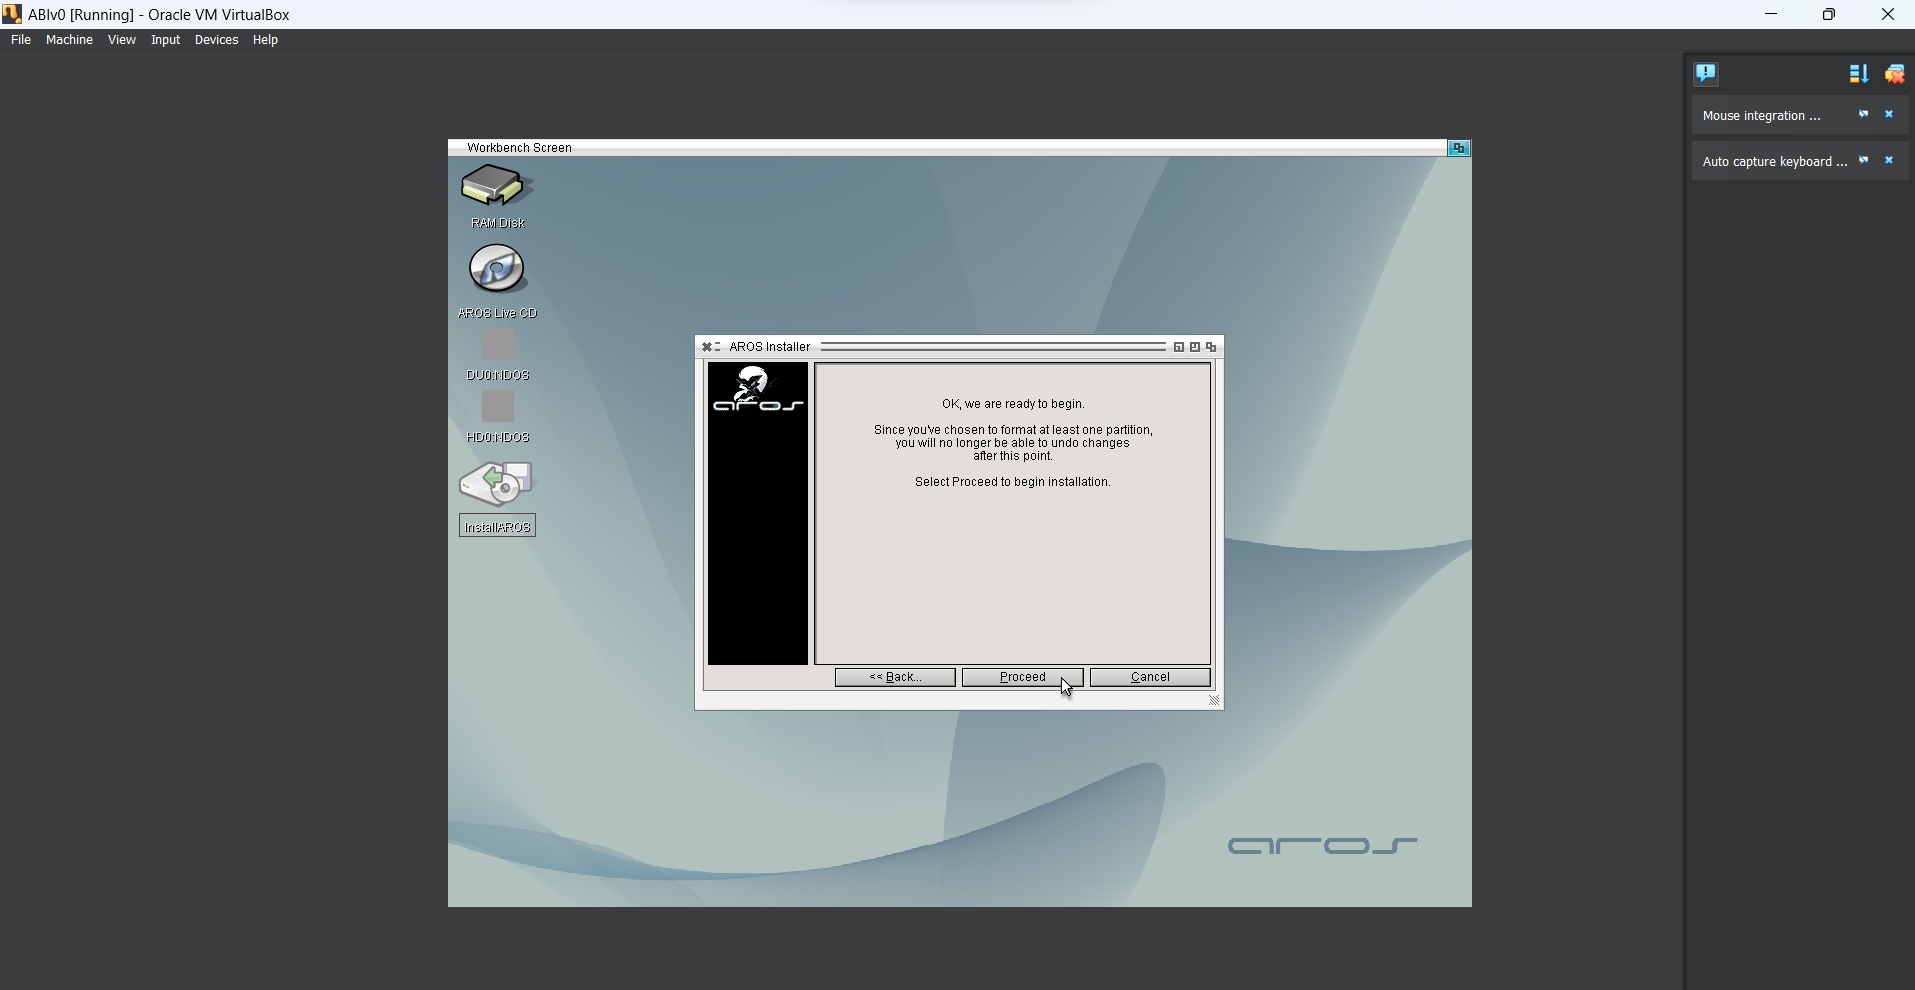 ABIv0 [Running] - Oracle VM VirtualBox
File Machine View Input Devices Help
Mouse integration ...
Auto capture keyboard ...
Workbench Screen
RAM Disk
AROS Live CD
DU0:NDOS
HD0:NDOS
InstallAROS
AROS Installer
aros
OK, we are ready to begin.
Since you've chosen to format at least one partition,
you will no longer be able to undo changes
after this point.
Select Proceed to begin installation.
<< Back...
Proceed
Cancel
aros